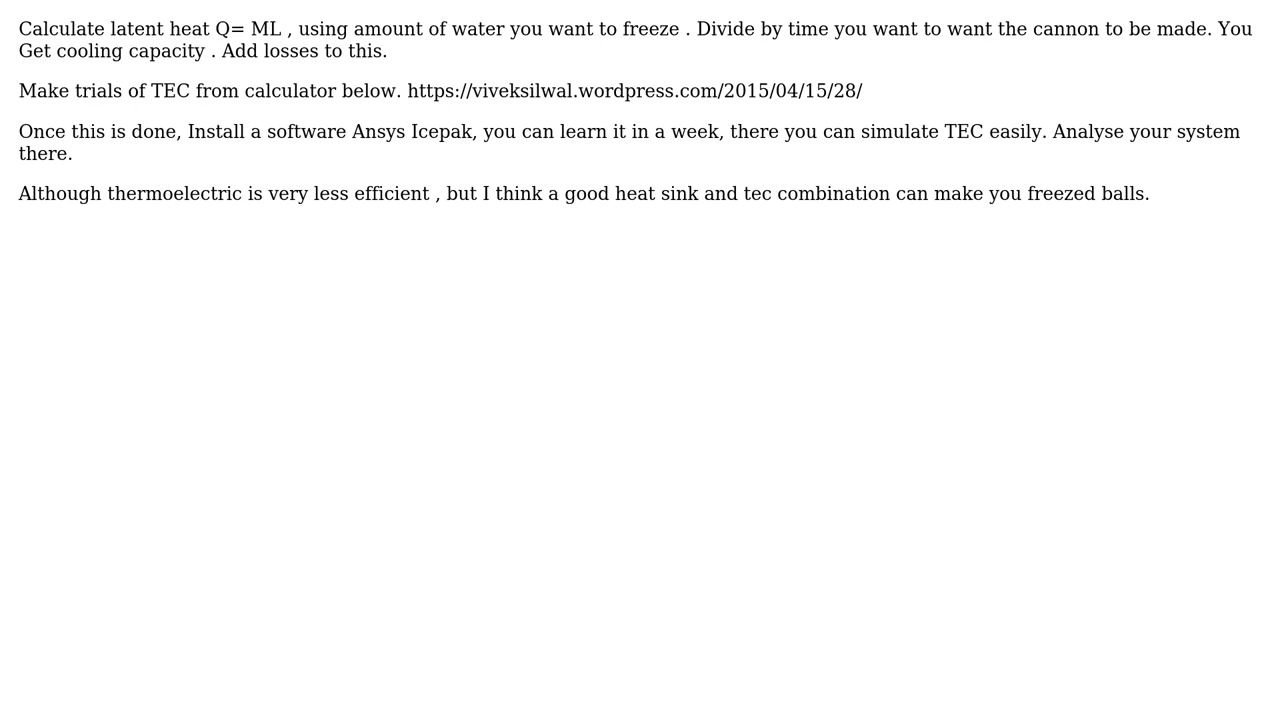 Calculate latent heat Q= ML , using amount of water you want to freeze . Divide by time you want to want the cannon to be made. You
Get cooling capacity . Add losses to this.
Make trials of TEC from calculator below. https://viveksilwal.wordpress.com/2015/04/15/28/
Once this is done, Install a software Ansys Icepak, you can learn it in a week, there you can simulate TEC easily. Analyse your system
there.
Although thermoelectric is very less efficient , but I think a good heat sink and tec combination can make you freezed balls.